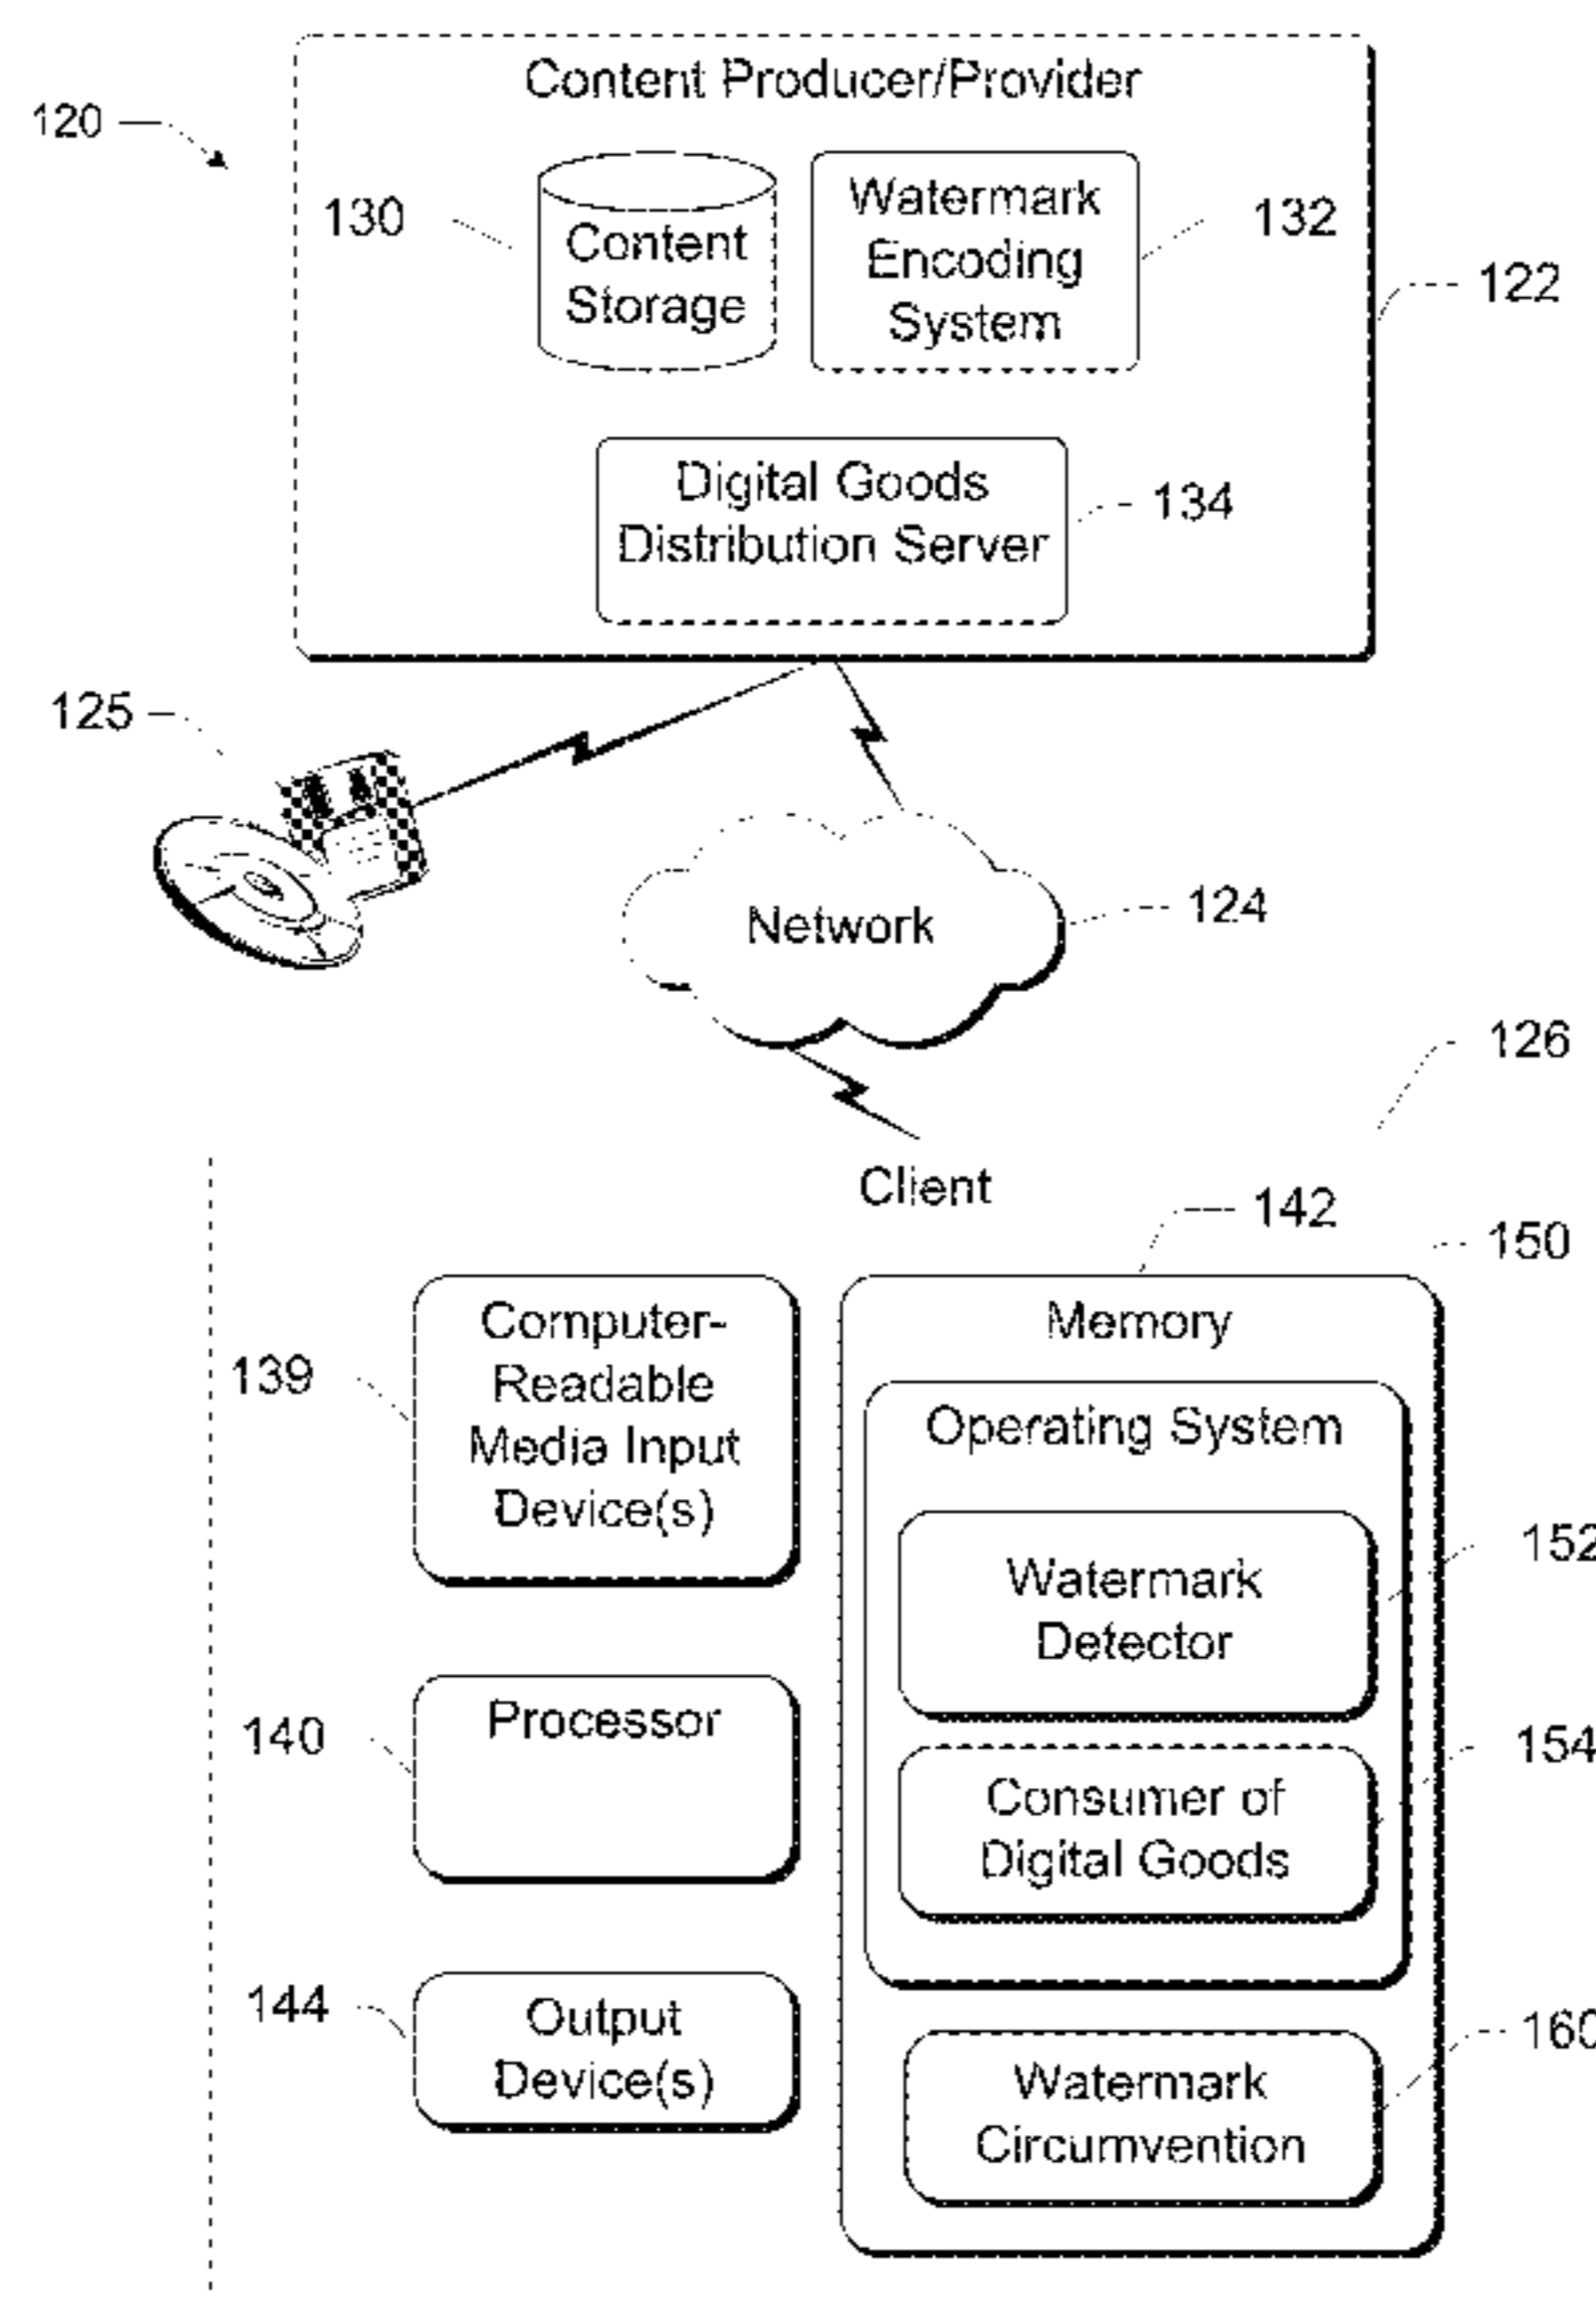 Content Producer/Provider
120
130
Content
Storage
Watermark
Encoding
System
132
122
Digital Goods
Distribution Server
134
125
Network
124
126
Client
142
150
139
Computer-
Readable
Media Input
Device(s)
Memory
Operating System
Watermark
Detector
152
140
Processor
154
Consumer of
Digital Goods
144
Output
Device(s)
160
Watermark
Circumvention